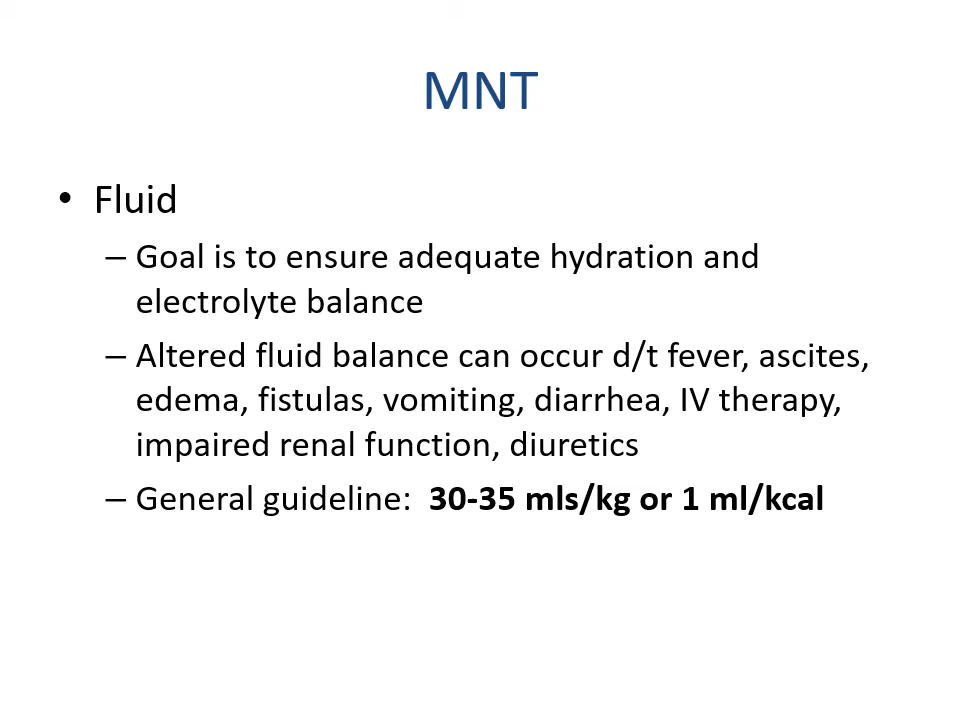 MNT
• Fluid
– Goal is to ensure adequate hydration and
electrolyte balance
– Altered fluid balance can occur d/t fever, ascites,
edema, fistulas, vomiting, diarrhea, IV therapy,
impaired renal function, diuretics
– General guideline:  30-35 mls/kg or 1 ml/kcal